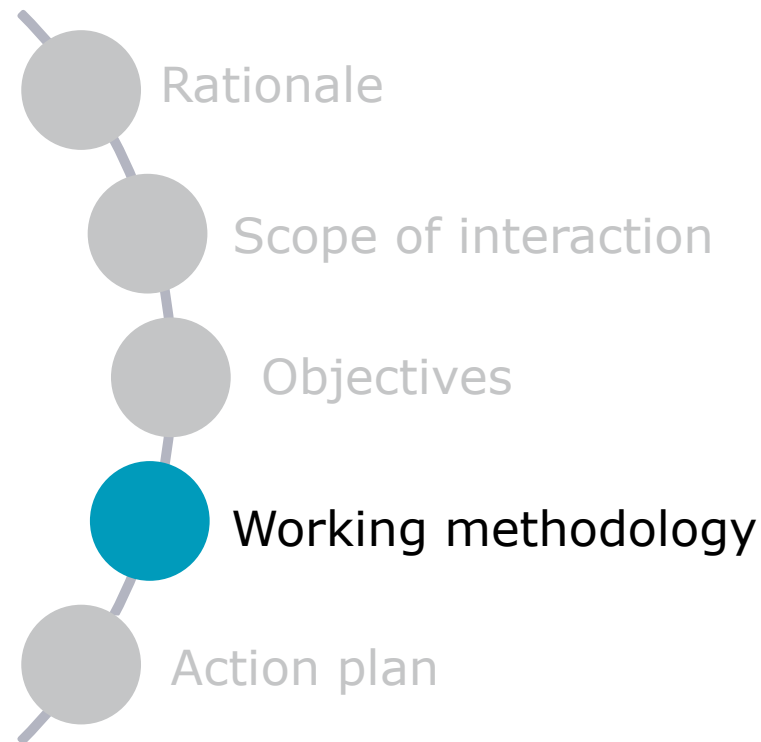 Rationale
Scope of interaction
Objectives
Working methodology
Action plan